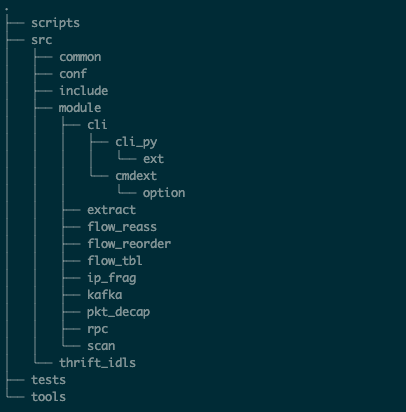 .
├── scripts
├── src
│   ├── common
│   ├── conf
│   ├── include
│   ├── module
│   │   ├── cli
│   │   │   ├── cli_py
│   │   │   │   └── ext
│   │   │   └── cmdext
│   │   │       └── option
│   │   ├── extract
│   │   ├── flow_reass
│   │   ├── flow_reorder
│   │   ├── flow_tbl
│   │   ├── ip_frag
│   │   ├── kafka
│   │   ├── pkt_decap
│   │   ├── rpc
│   │   └── scan
│   └── thrift_idls
├── tests
└── tools